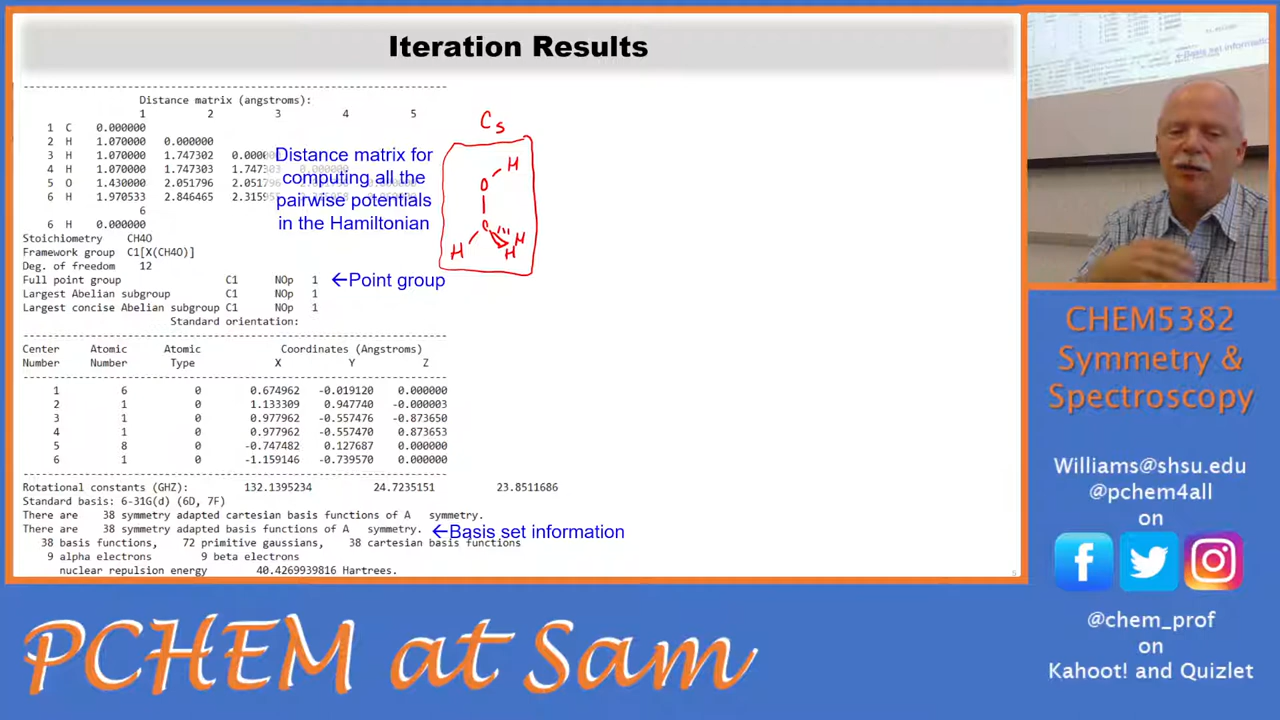 Iteration Results
Distance matrix (angstroms):
1 2 3 4 5
1 C 0.000000
2 H 1.070000 0.000000
3 H 1.070000 1.747302
4 H 1.070000 1.747303
5 O 1.430000 2.051796
6 H 1.970533 2.846465
6
6 H 0.000000
Distance matrix for
computing all the
pairwise potentials
in the Hamiltonian
Cs
H
O
C
H H
H
Stoichiometry CH4O
Framework group C1[X(CH4O)]
Deg. of freedom 12
Full point group C1 NOp 1 ←Point group
Largest Abelian subgroup C1 NOp 1
Largest concise Abelian subgroup C1 NOp 1
Standard orientation:
Center Atomic Atomic Coordinates (Angstroms)
Number Number Type X Y Z
1 6 0 0.674962 -0.019120 0.000000
2 1 0 1.133309 0.947740 -0.000003
3 1 0 0.977962 -0.557476 -0.873650
4 1 0 0.977962 -0.557470 0.873653
5 8 0 -0.747482 0.127687 0.000000
6 1 0 -1.159146 -0.739570 0.000000
Rotational constants (GHZ): 132.1395234 24.7235151 23.8511686
Standard basis: 6-31G(d) (6D, 7F)
There are 38 symmetry adapted cartesian basis functions of A symmetry.
There are 38 symmetry adapted basis functions of A symmetry. ←Basis set information
38 basis functions, 72 primitive gaussians, 38 cartesian basis functions
9 alpha electrons 9 beta electrons
nuclear repulsion energy 40.4269939816 Hartrees.
5
CHEM5382
Symmetry &
Spectroscopy
Williams@shsu.edu
@pchem4all
on
@chem_prof
on
Kahoot! and Quizlet
PCHEM at Sam